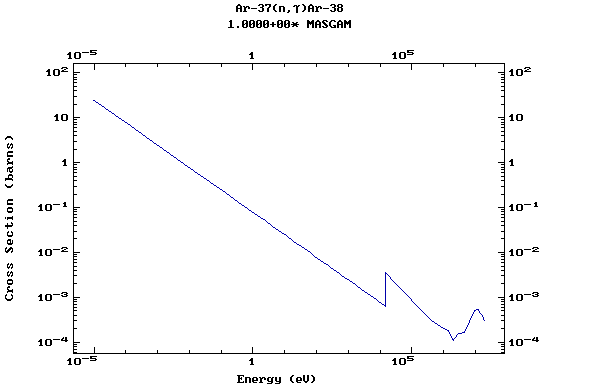 Ar-37(n,γ)Ar-38
1.0000+00* MASGAM
10⁻⁵ 1 10⁵
10² 10²
10 10
1 1
10⁻¹ 10⁻¹
10⁻² 10⁻²
10⁻³ 10⁻³
10⁻⁴ 10⁻⁴
10⁻⁵ 1 10⁵
Cross Section (barns)
Energy (eV)